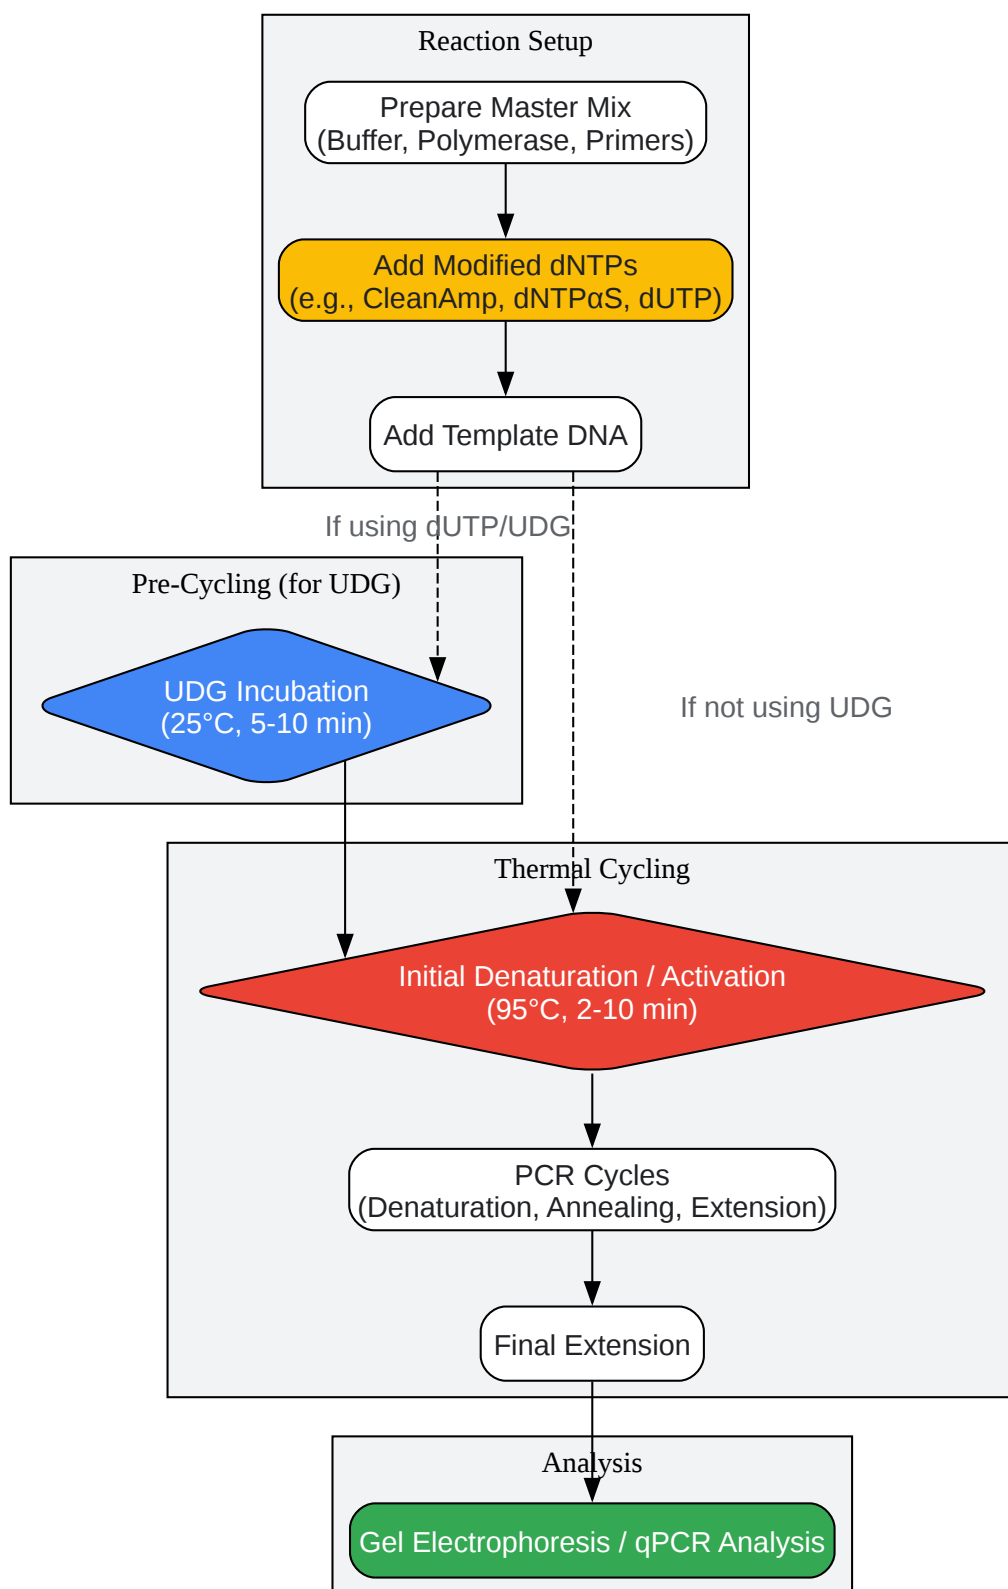 Reaction Setup
Prepare Master Mix
(Buffer, Polymerase, Primers)
Add Modified dNTPs
(e.g., CleanAmp, dNTPαS, dUTP)
Add Template DNA
If using dUTP/UDG
Pre-Cycling (for UDG)
UDG Incubation
(25°C, 5-10 min)
If not using UDG
Thermal Cycling
Initial Denaturation / Activation
(95°C, 2-10 min)
PCR Cycles
(Denaturation, Annealing, Extension)
Final Extension
Analysis
Gel Electrophoresis / qPCR Analysis